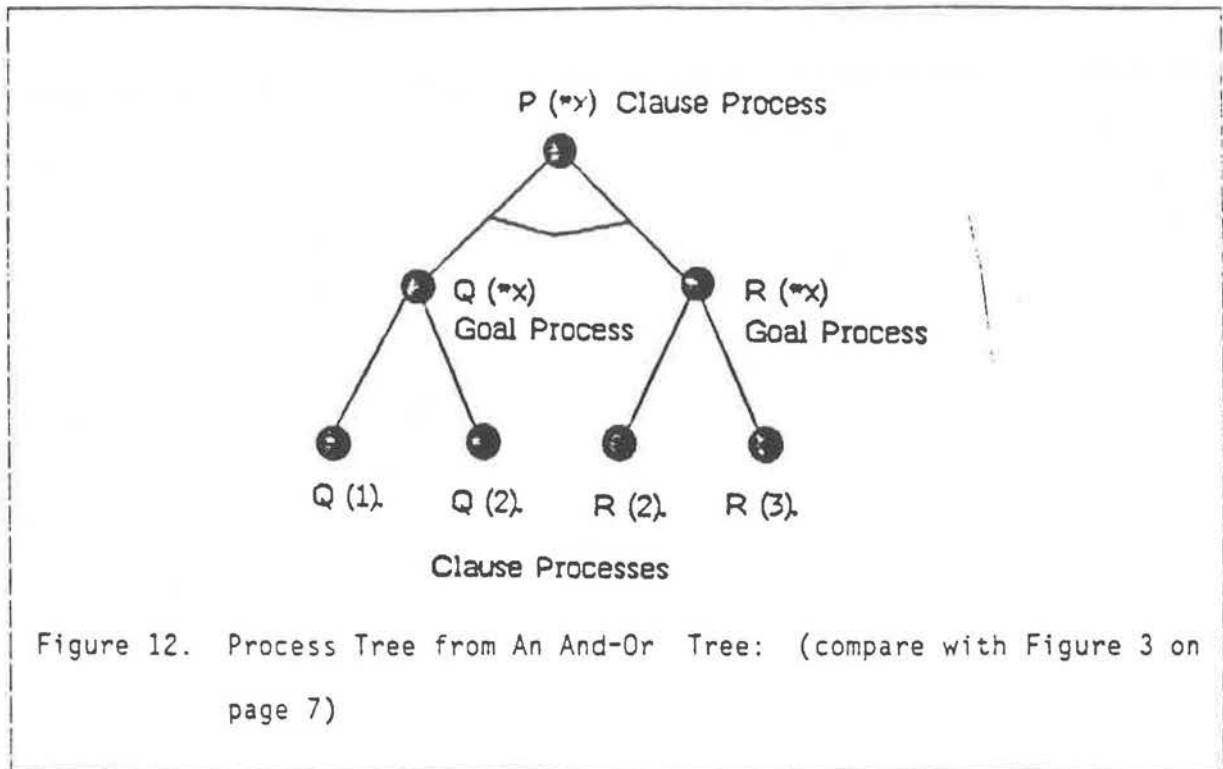 P (*x) Clause Process
Q (*x)
Goal Process
R (*x)
Goal Process
Q (1).
Q (2).
R (2).
R (3).
Clause Processes
Figure 12. Process Tree from An And-Or Tree: (compare with Figure 3 on
page 7)